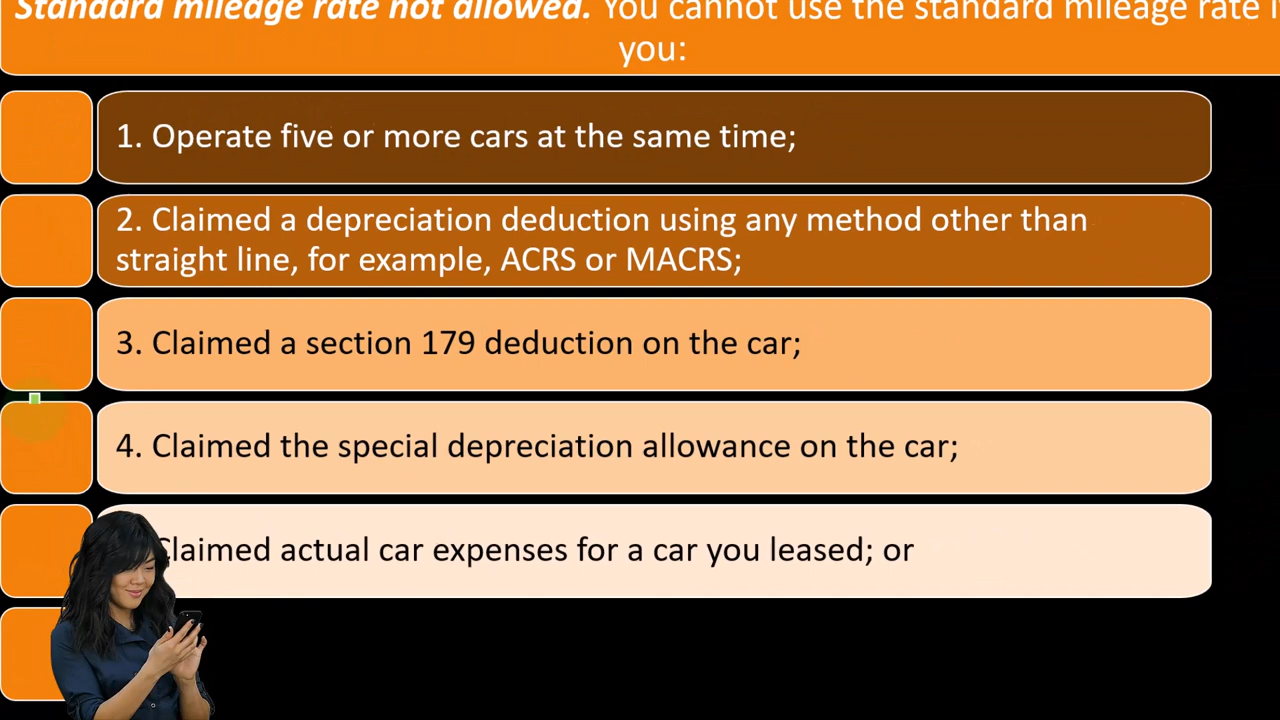 Standard mileage rate not allowed. You cannot use the standard mileage rate
you:
1. Operate five or more cars at the same time;
2. Claimed a depreciation deduction using any method other than
straight line, for example, ACRS or MACRS;
3. Claimed a section 179 deduction on the car;
4. Claimed the special depreciation allowance on the car;
Claimed actual car expenses for a car you leased; or